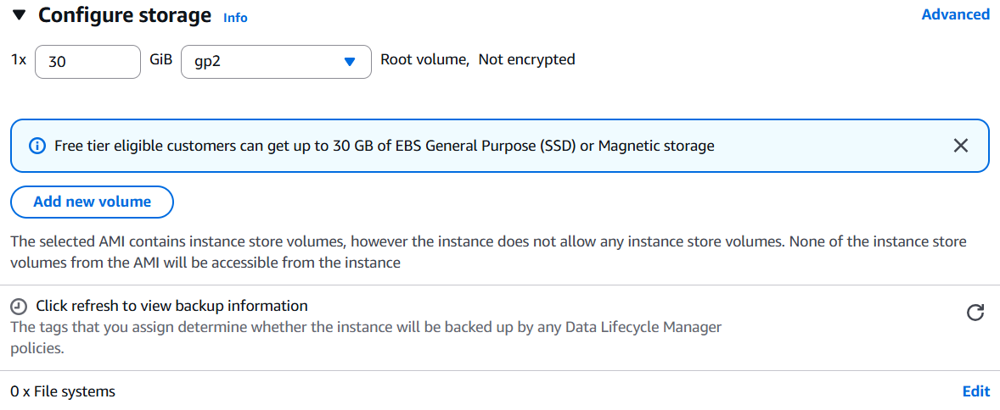 Configure storage Info Advanced
1x 30 GiB gp2 Root volume, Not encrypted
Free tier eligible customers can get up to 30 GB of EBS General Purpose (SSD) or Magnetic storage
Add new volume
The selected AMI contains instance store volumes, however the instance does not allow any instance store volumes. None of the instance store
volumes from the AMI will be accessible from the instance
Click refresh to view backup information
The tags that you assign determine whether the instance will be backed up by any Data Lifecycle Manager
policies.
0 x File systems Edit